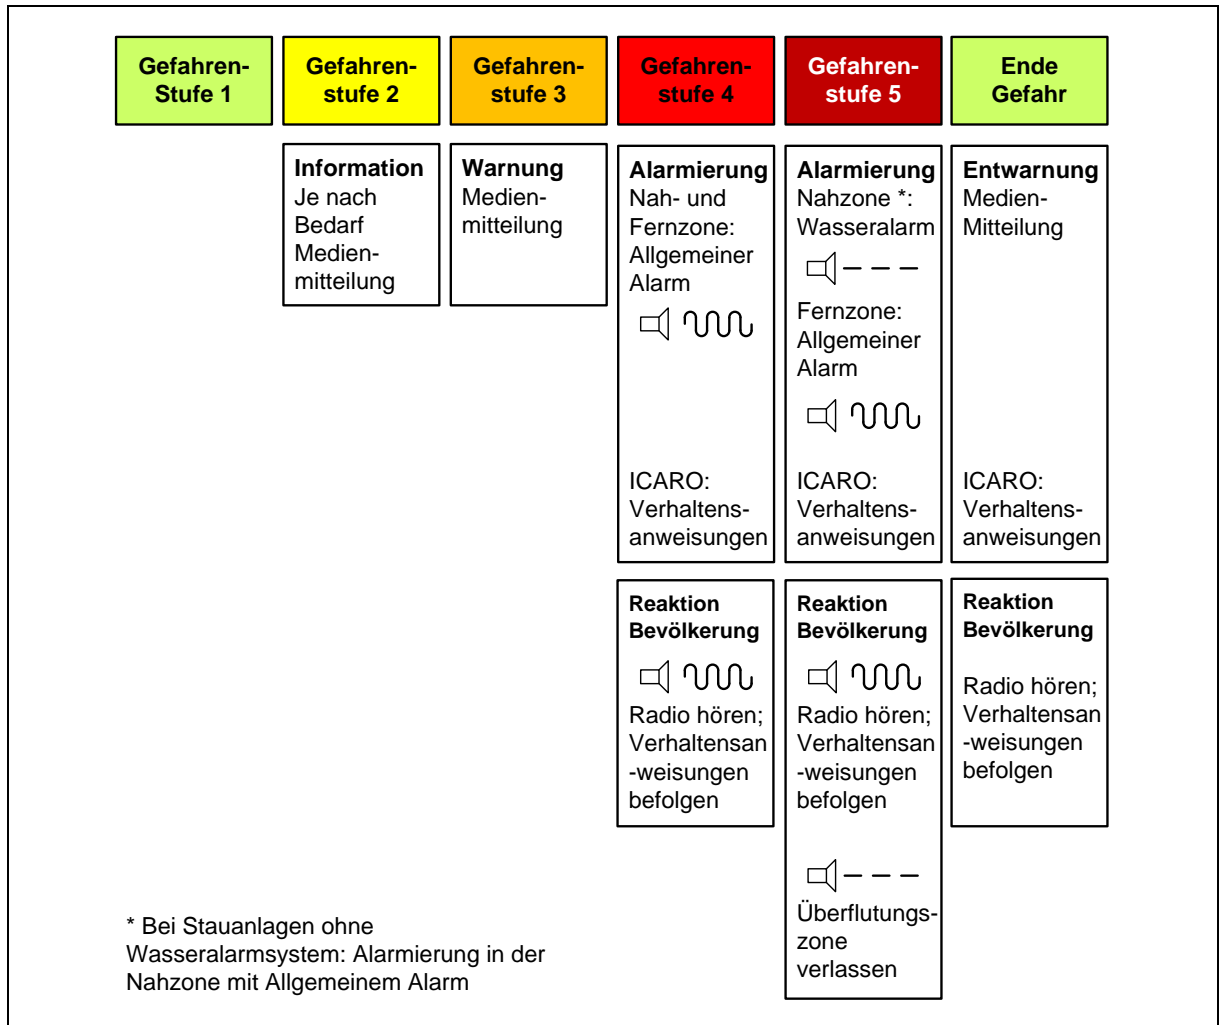 Gefahren-
Stufe 1
Gefahren-
stufe 2
Gefahren-
stufe 3
Gefahren-
stufe 4
Gefahren-
stufe 5
Ende
Gefahr
Information
Je nach
Bedarf
Medien-
mitteilung
Warnung
Medien-
mitteilung
Alarmierung
Nah- und
Fernzone:
Allgemeiner
Alarm
ICARO:
Verhaltens-
anweisungen
Alarmierung
Nahzone *:
Wasseralarm
Fernzone:
Allgemeiner
Alarm
ICARO:
Verhaltens-
anweisungen
Entwarnung
Medien-
Mitteilung
ICARO:
Verhaltens-
anweisungen
Reaktion
Bevölkerung
Radio hören;
Verhaltensan
-weisungen
befolgen
Reaktion
Bevölkerung
Radio hören;
Verhaltensan
-weisungen
befolgen
Überflutungs-
zone
verlassen
Reaktion
Bevölkerung
Radio hören;
Verhaltensan
-weisungen
befolgen
* Bei Stauanlagen ohne
Wasseralarmsystem: Alarmierung in der
Nahzone mit Allgemeinem Alarm